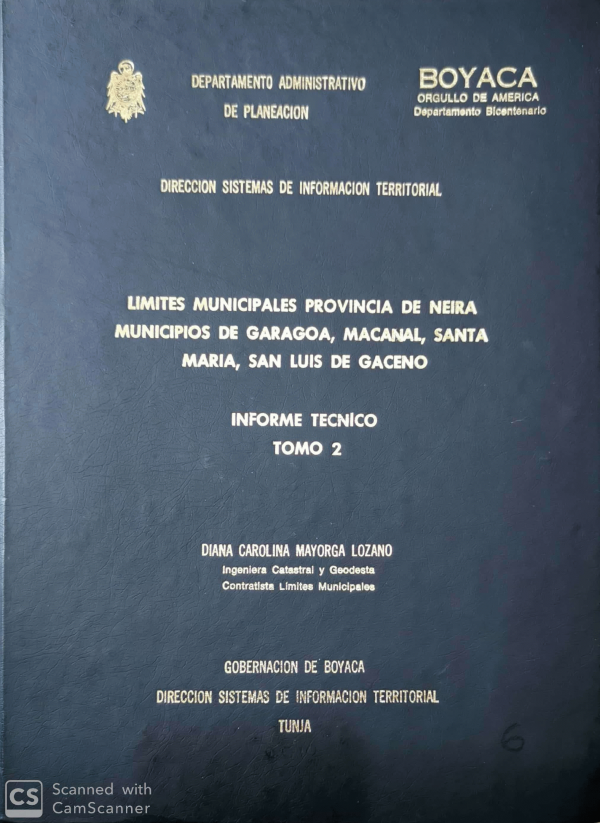 DEPARTAMENTO ADMINISTRATIVO
DE PLANEACION
BOYACA
ORGULLO DE AMERICA
Departamento Bicentenario
DIRECCION SISTEMAS DE INFORMACION TERRITORIAL
LIMITES MUNICIPALES PROVINCIA DE NEIRA
MUNICIPIOS DE GARAGOA, MACANAL, SANTA
MARIA, SAN LUIS DE GACENO
INFORME TECNICO
TOMO 2
DIANA CAROLINA MAYORGA LOZANO
Ingeniera Catastral y Geodesta
Contratista Límites Municipales
GOBERNACION DE BOYACA
DIRECCION SISTEMAS DE INFORMACION TERRITORIAL
TUNJA
6
CS Scanned with
CamScanner